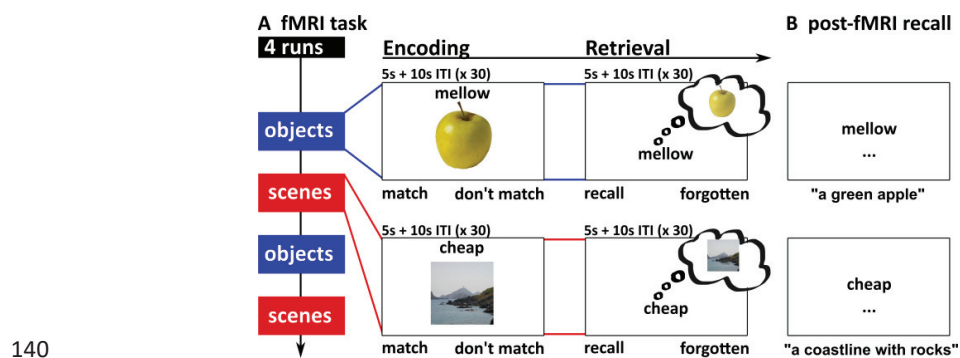 A fMRI task
B post-fMRI recall
4 runs
Encoding
Retrieval
5s + 10s ITI (x 30)
5s + 10s ITI (x 30)
mellow
mellow
objects
match
don't match
recall
forgotten
mellow
...
"a green apple"
scenes
5s + 10s ITI (x 30)
5s + 10s ITI (x 30)
cheap
cheap
objects
scenes
match
don't match
recall
forgotten
cheap
...
"a coastline with rocks"
140